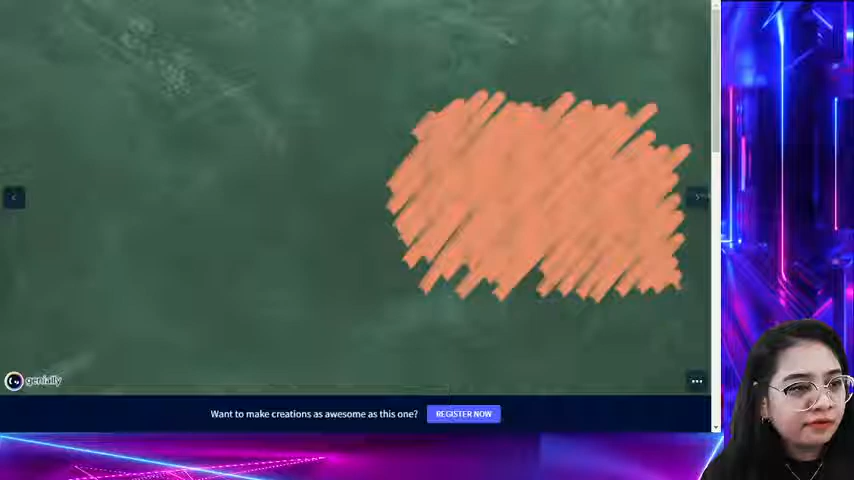 genially
Want to make creations as awesome as this one?
REGISTER NOW